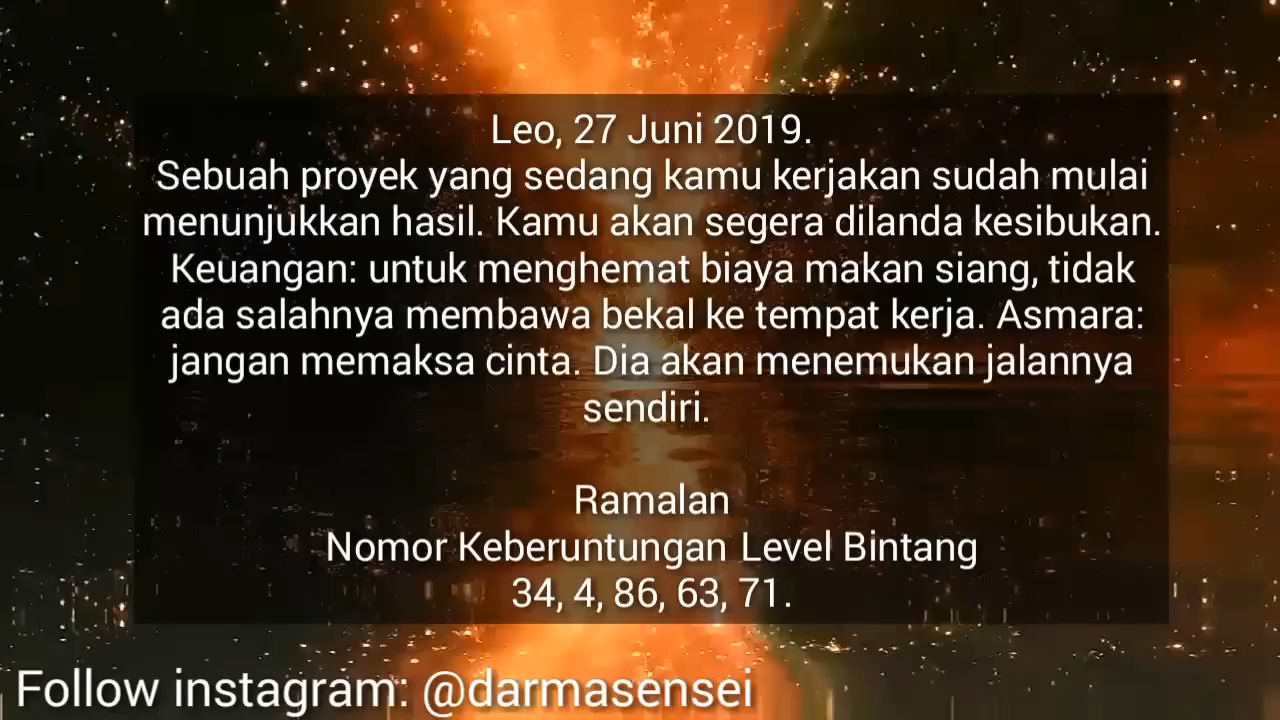 Leo, 27 Juni 2019.
Sebuah proyek yang sedang kamu kerjakan sudah mulai
menunjukkan hasil. Kamu akan segera dilanda kesibukan.
Keuangan: untuk menghemat biaya makan siang, tidak
ada salahnya membawa bekal ke tempat kerja. Asmara:
jangan memaksa cinta. Dia akan menemukan jalannya
sendiri.
Ramalan
Nomor Keberuntungan Level Bintang
34, 4, 86, 63, 71.
Follow instagram: @darmasensei